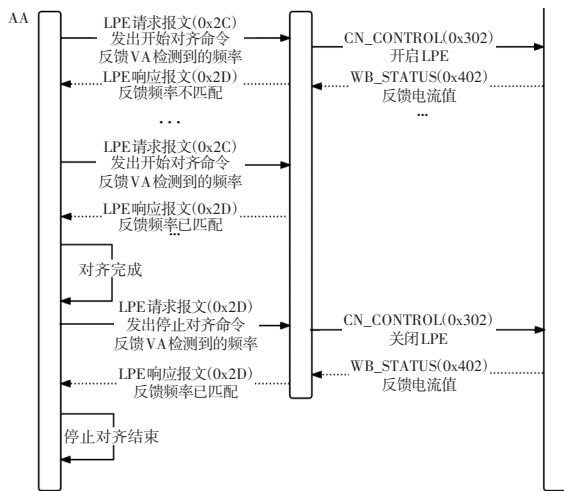 AA
LPE请求报文(0x2C)
发出开始对齐命令
反馈VA检测到的频率
CN_CONTROL(0x302)
开启LPE
LPE响应报文(0x2D)
反馈频率不匹配
WB_STATUS(0x402)
反馈电流值
...
...
LPE请求报文(0x2C)
发出开始对齐命令
反馈VA检测到的频率
LPE响应报文(0x2D)
反馈频率已匹配
...
对齐完成
LPE请求报文(0x2D)
发出停止对齐命令
反馈VA检测到的频率
CN_CONTROL(0x302)
关闭LPE
LPE响应报文(0x2D)
反馈频率已匹配
WB_STATUS(0x402)
反馈电流值
停止对齐结束